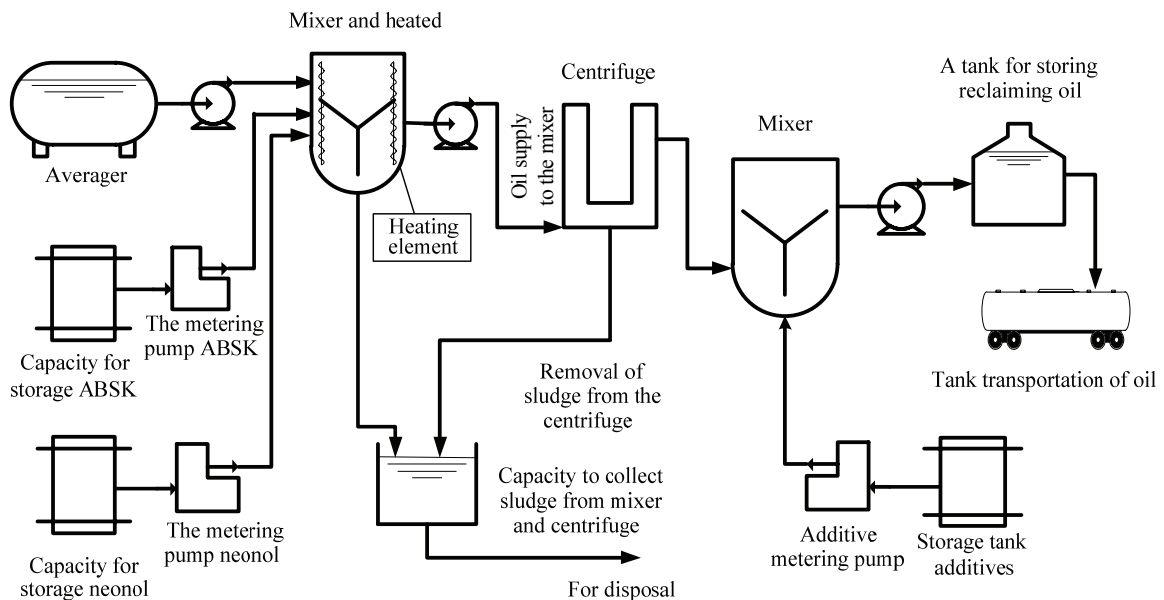 Mixer and heated
Averager
Centrifuge
Oil supply
to the mixer
Mixer
A tank for storing
reclaiming oil
Heating
element
The metering
pump ABSK
Capacity for
storage ABSK
Removal of
sludge from the
centrifuge
Tank transportation of oil
The metering
pump neonol
Capacity for
storage neonol
Capacity to collect
sludge from mixer
and centrifuge
For disposal
Additive
metering pump
Storage tank
additives